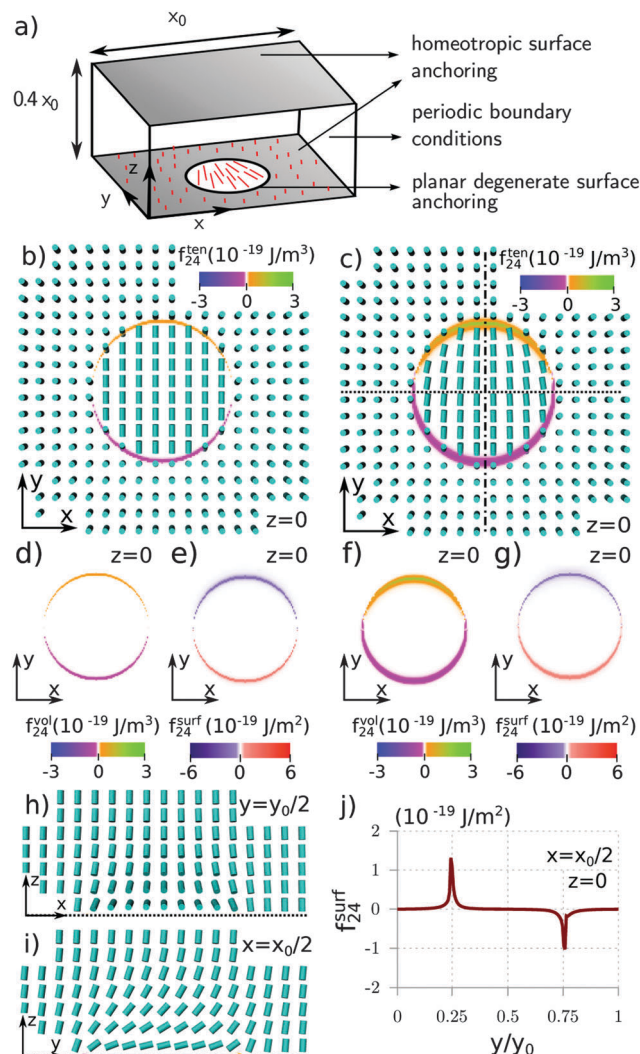 a)
x₀
0.4 x₀
z
y
x
homeotropic surface
anchoring
periodic boundary
conditions
planar degenerate surface
anchoring
b) f₂₄ᵗᵉⁿ(10⁻¹⁹ J/m³)
-3 0 3
y
x
z=0
c) f₂₄ᵗᵉⁿ(10⁻¹⁹ J/m³)
-3 0 3
y
x
z=0
d) z=0
y
x
f₂₄ᵛᵒˡ(10⁻¹⁹ J/m³)
-3 0 3
e) z=0
f₂₄ˢᵘʳᶠ(10⁻¹⁹ J/m²)
-6 0 6
f) z=0
y
x
f₂₄ᵛᵒˡ(10⁻¹⁹ J/m³)
-3 0 3
g) z=0
y
x
f₂₄ˢᵘʳᶠ(10⁻¹⁹ J/m²)
-6 0 6
h) y=y₀/2
z
x
i) x=x₀/2
z
y
j) (10⁻¹⁹ J/m²)
f₂₄ˢᵘʳᶠ
2
1
0
-1
-2
x=x₀/2
z=0
0 0.25 0.5 0.75 1
y/y₀